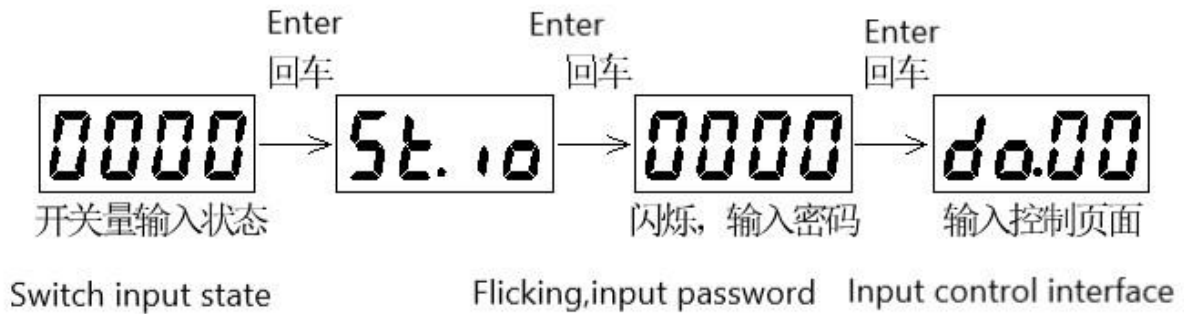 Enter Enter Enter
回车 回车 回车
0000 St.io 0000 do.00
开关量输入状态 闪烁，输入密码 输入控制页面
Switch input state Flicking,input password Input control interface